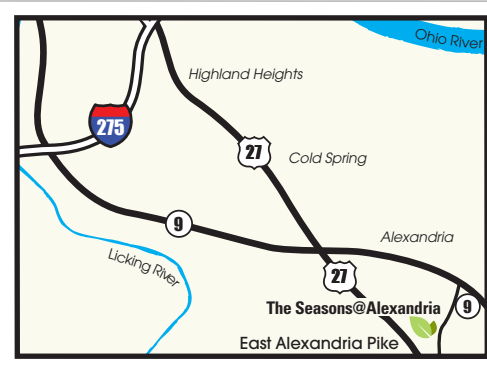 Ohio River
Highland Heights
275
27
Cold Spring
9
Alexandria
Licking River
27
The Seasons@Alexandria
9
East Alexandria Pike